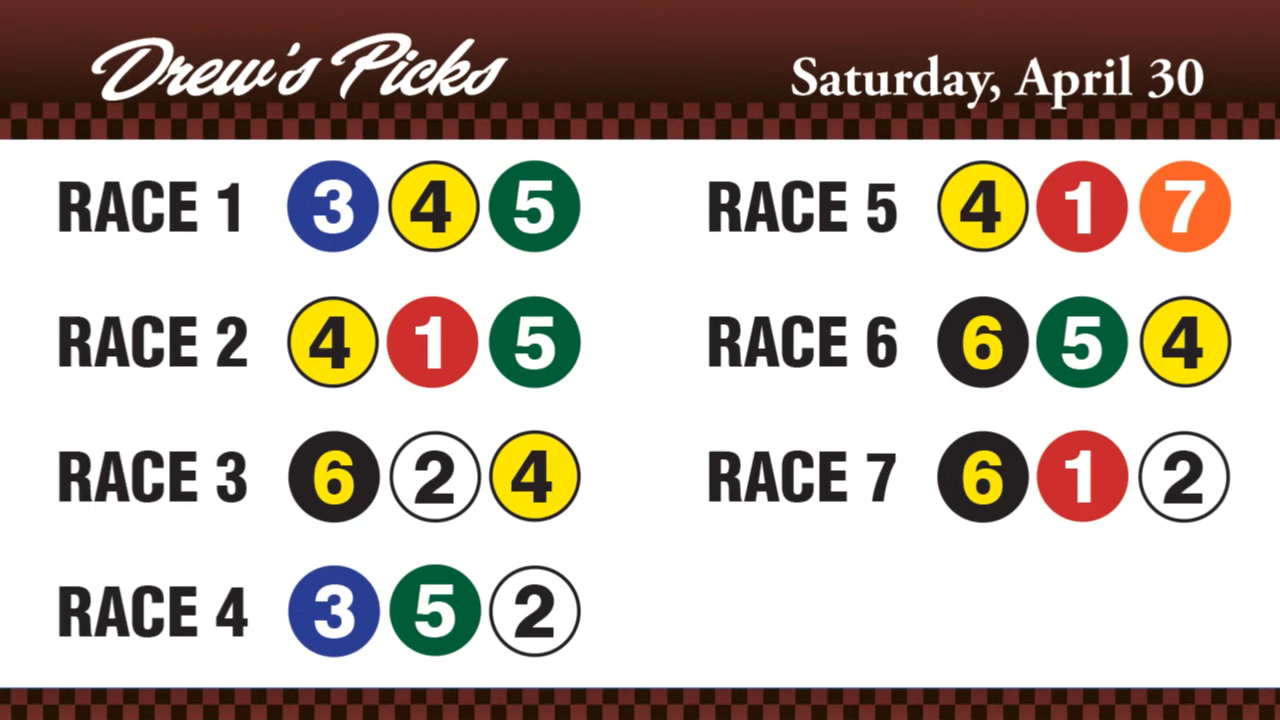 Drew's Picks
Saturday, April 30
RACE 1 3 4 5
RACE 2 4 1 5
RACE 3 6 2 4
RACE 4 3 5 2
RACE 5 4 1 7
RACE 6 6 5 4
RACE 7 6 1 2